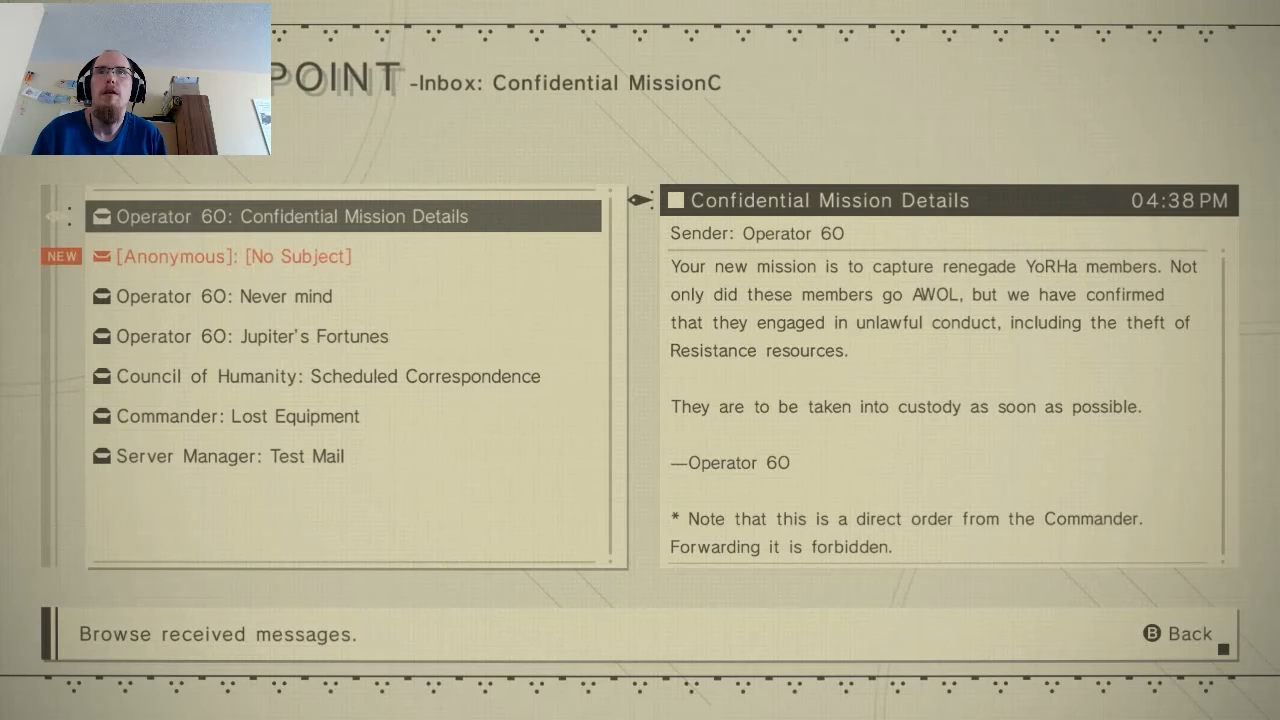 POINT -Inbox: Confidential MissionC
Operator 6O: Confidential Mission Details
NEW [Anonymous]: [No Subject]
Operator 6O: Never mind
Operator 6O: Jupiter's Fortunes
Council of Humanity: Scheduled Correspondence
Commander: Lost Equipment
Server Manager: Test Mail
Confidential Mission Details 04:38 PM
Sender: Operator 6O
Your new mission is to capture renegade YoRHa members. Not
only did these members go AWOL, but we have confirmed
that they engaged in unlawful conduct, including the theft of
Resistance resources.
They are to be taken into custody as soon as possible.
—Operator 6O
* Note that this is a direct order from the Commander.
Forwarding it is forbidden.
Browse received messages.
B Back